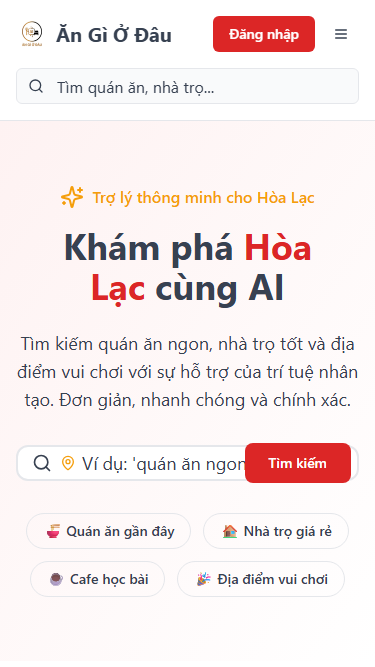 Ăn Gì Ở Đâu
Đăng nhập
Tìm quán ăn, nhà trọ...
Trợ lý thông minh cho Hòa Lạc
Khám phá Hòa
Lạc cùng AI
Tìm kiếm quán ăn ngon, nhà trọ tốt và địa
điểm vui chơi với sự hỗ trợ của trí tuệ nhân
tạo. Đơn giản, nhanh chóng và chính xác.
Ví dụ: 'quán ăn ngon
Tìm kiếm
Quán ăn gần đây
Nhà trọ giá rẻ
Cafe học bài
Địa điểm vui chơi